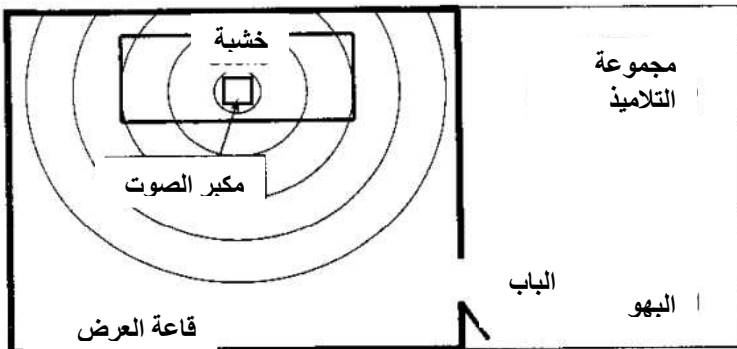 خشبة
مجموعة
التلاميذ
مكبر الصوت
الباب
البهو
قاعة العرض